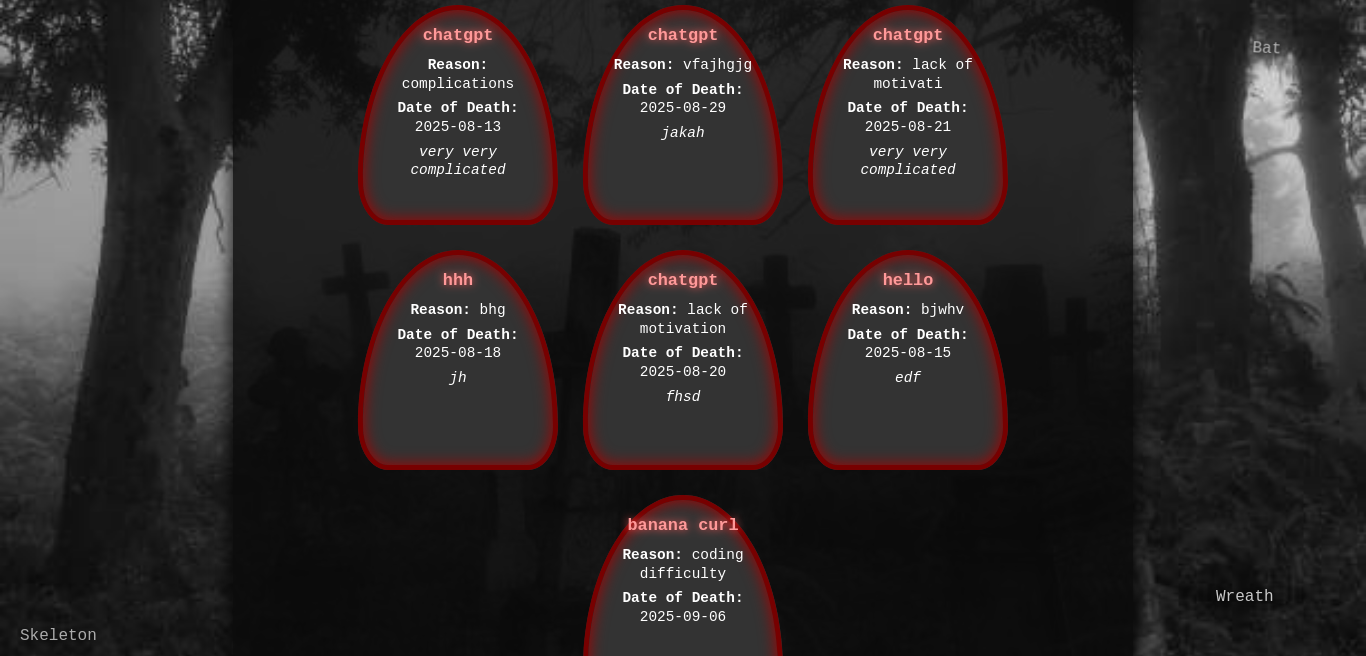 chatgpt
Reason:
complications
Date of Death:
2025-08-13
very very
complicated
chatgpt
Reason: vfajhgjg
Date of Death:
2025-08-29
jakah
chatgpt
Reason: lack of
motivati
Date of Death:
2025-08-21
very very
complicated
Bat
hhh
Reason: bhg
Date of Death:
2025-08-18
jh
chatgpt
Reason: lack of
motivation
Date of Death:
2025-08-20
fhsd
hello
Reason: bjwhv
Date of Death:
2025-08-15
edf
banana curl
Reason: coding
difficulty
Date of Death:
2025-09-06
Wreath
Skeleton